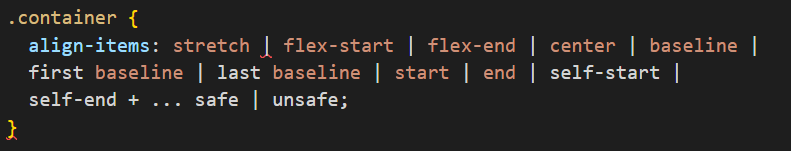 .container {
align-items: stretch | flex-start | flex-end | center | baseline |
first baseline | last baseline | start | end | self-start |
self-end + ... safe | unsafe;
}